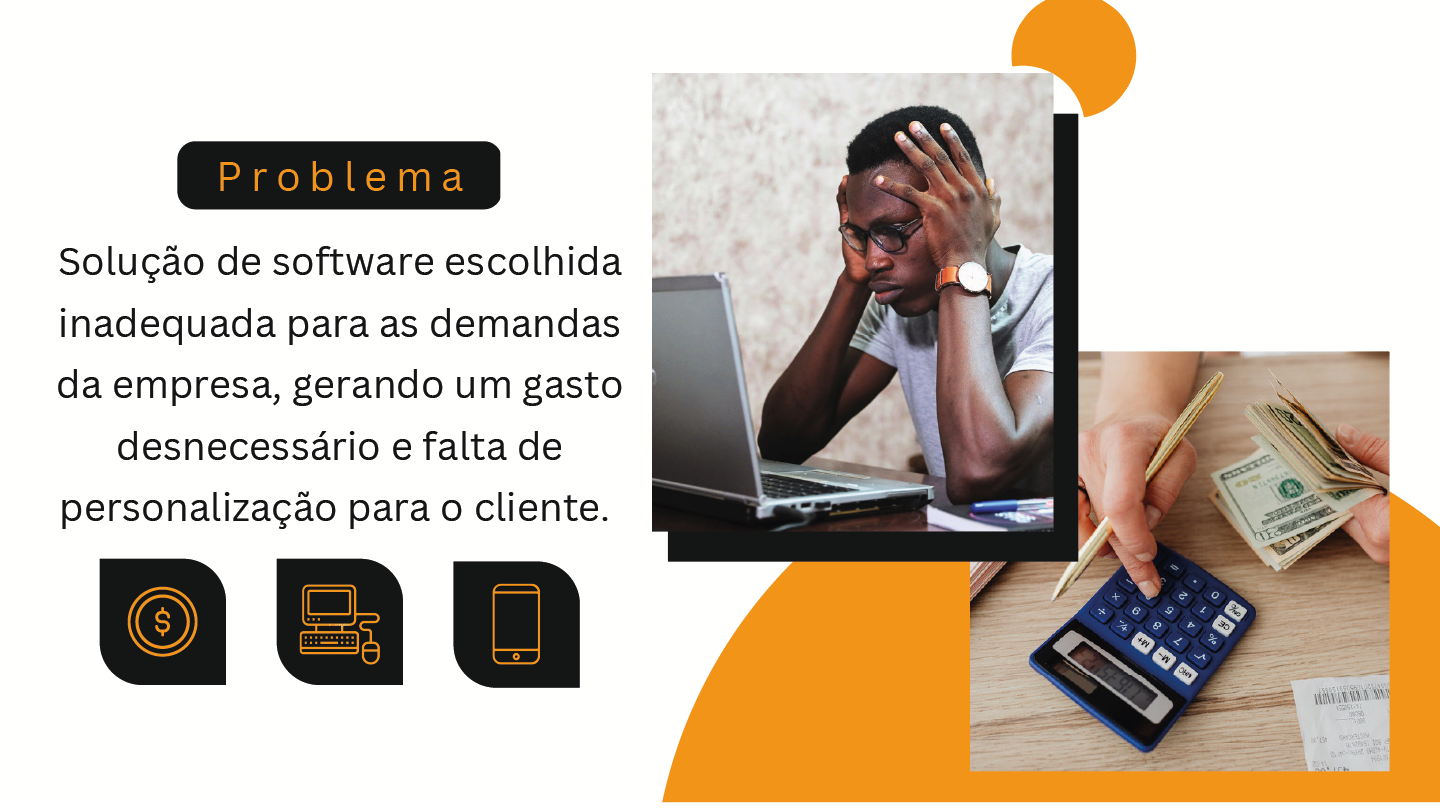 Problema
Solução de software escolhida
inadequada para as demandas
da empresa, gerando um gasto
desnecessário e falta de
personalização para o cliente.